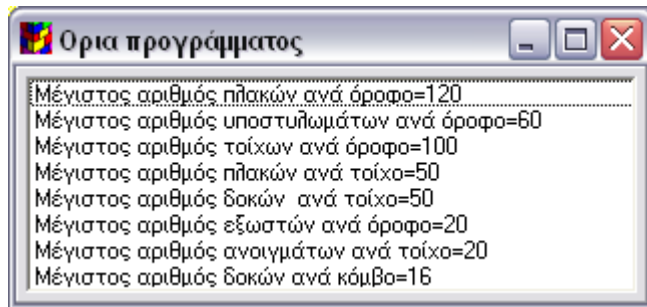 Ορια προγράμματος
Μέγιστος αριθμός πλακών ανά όροφο=120
Μέγιστος αριθμός υποστυλωμάτων ανά όροφο=60
Μέγιστος αριθμός τοίχων ανά όροφο=100
Μέγιστος αριθμός πλακών ανά τοίχο=50
Μέγιστος αριθμός δοκών  ανά τοίχο=50
Μέγιστος αριθμός εξωστών ανά όροφο=20
Μέγιστος αριθμός ανοιγμάτων ανά τοίχο=20
Μέγιστος αριθμός δοκών ανά κόμβο=16